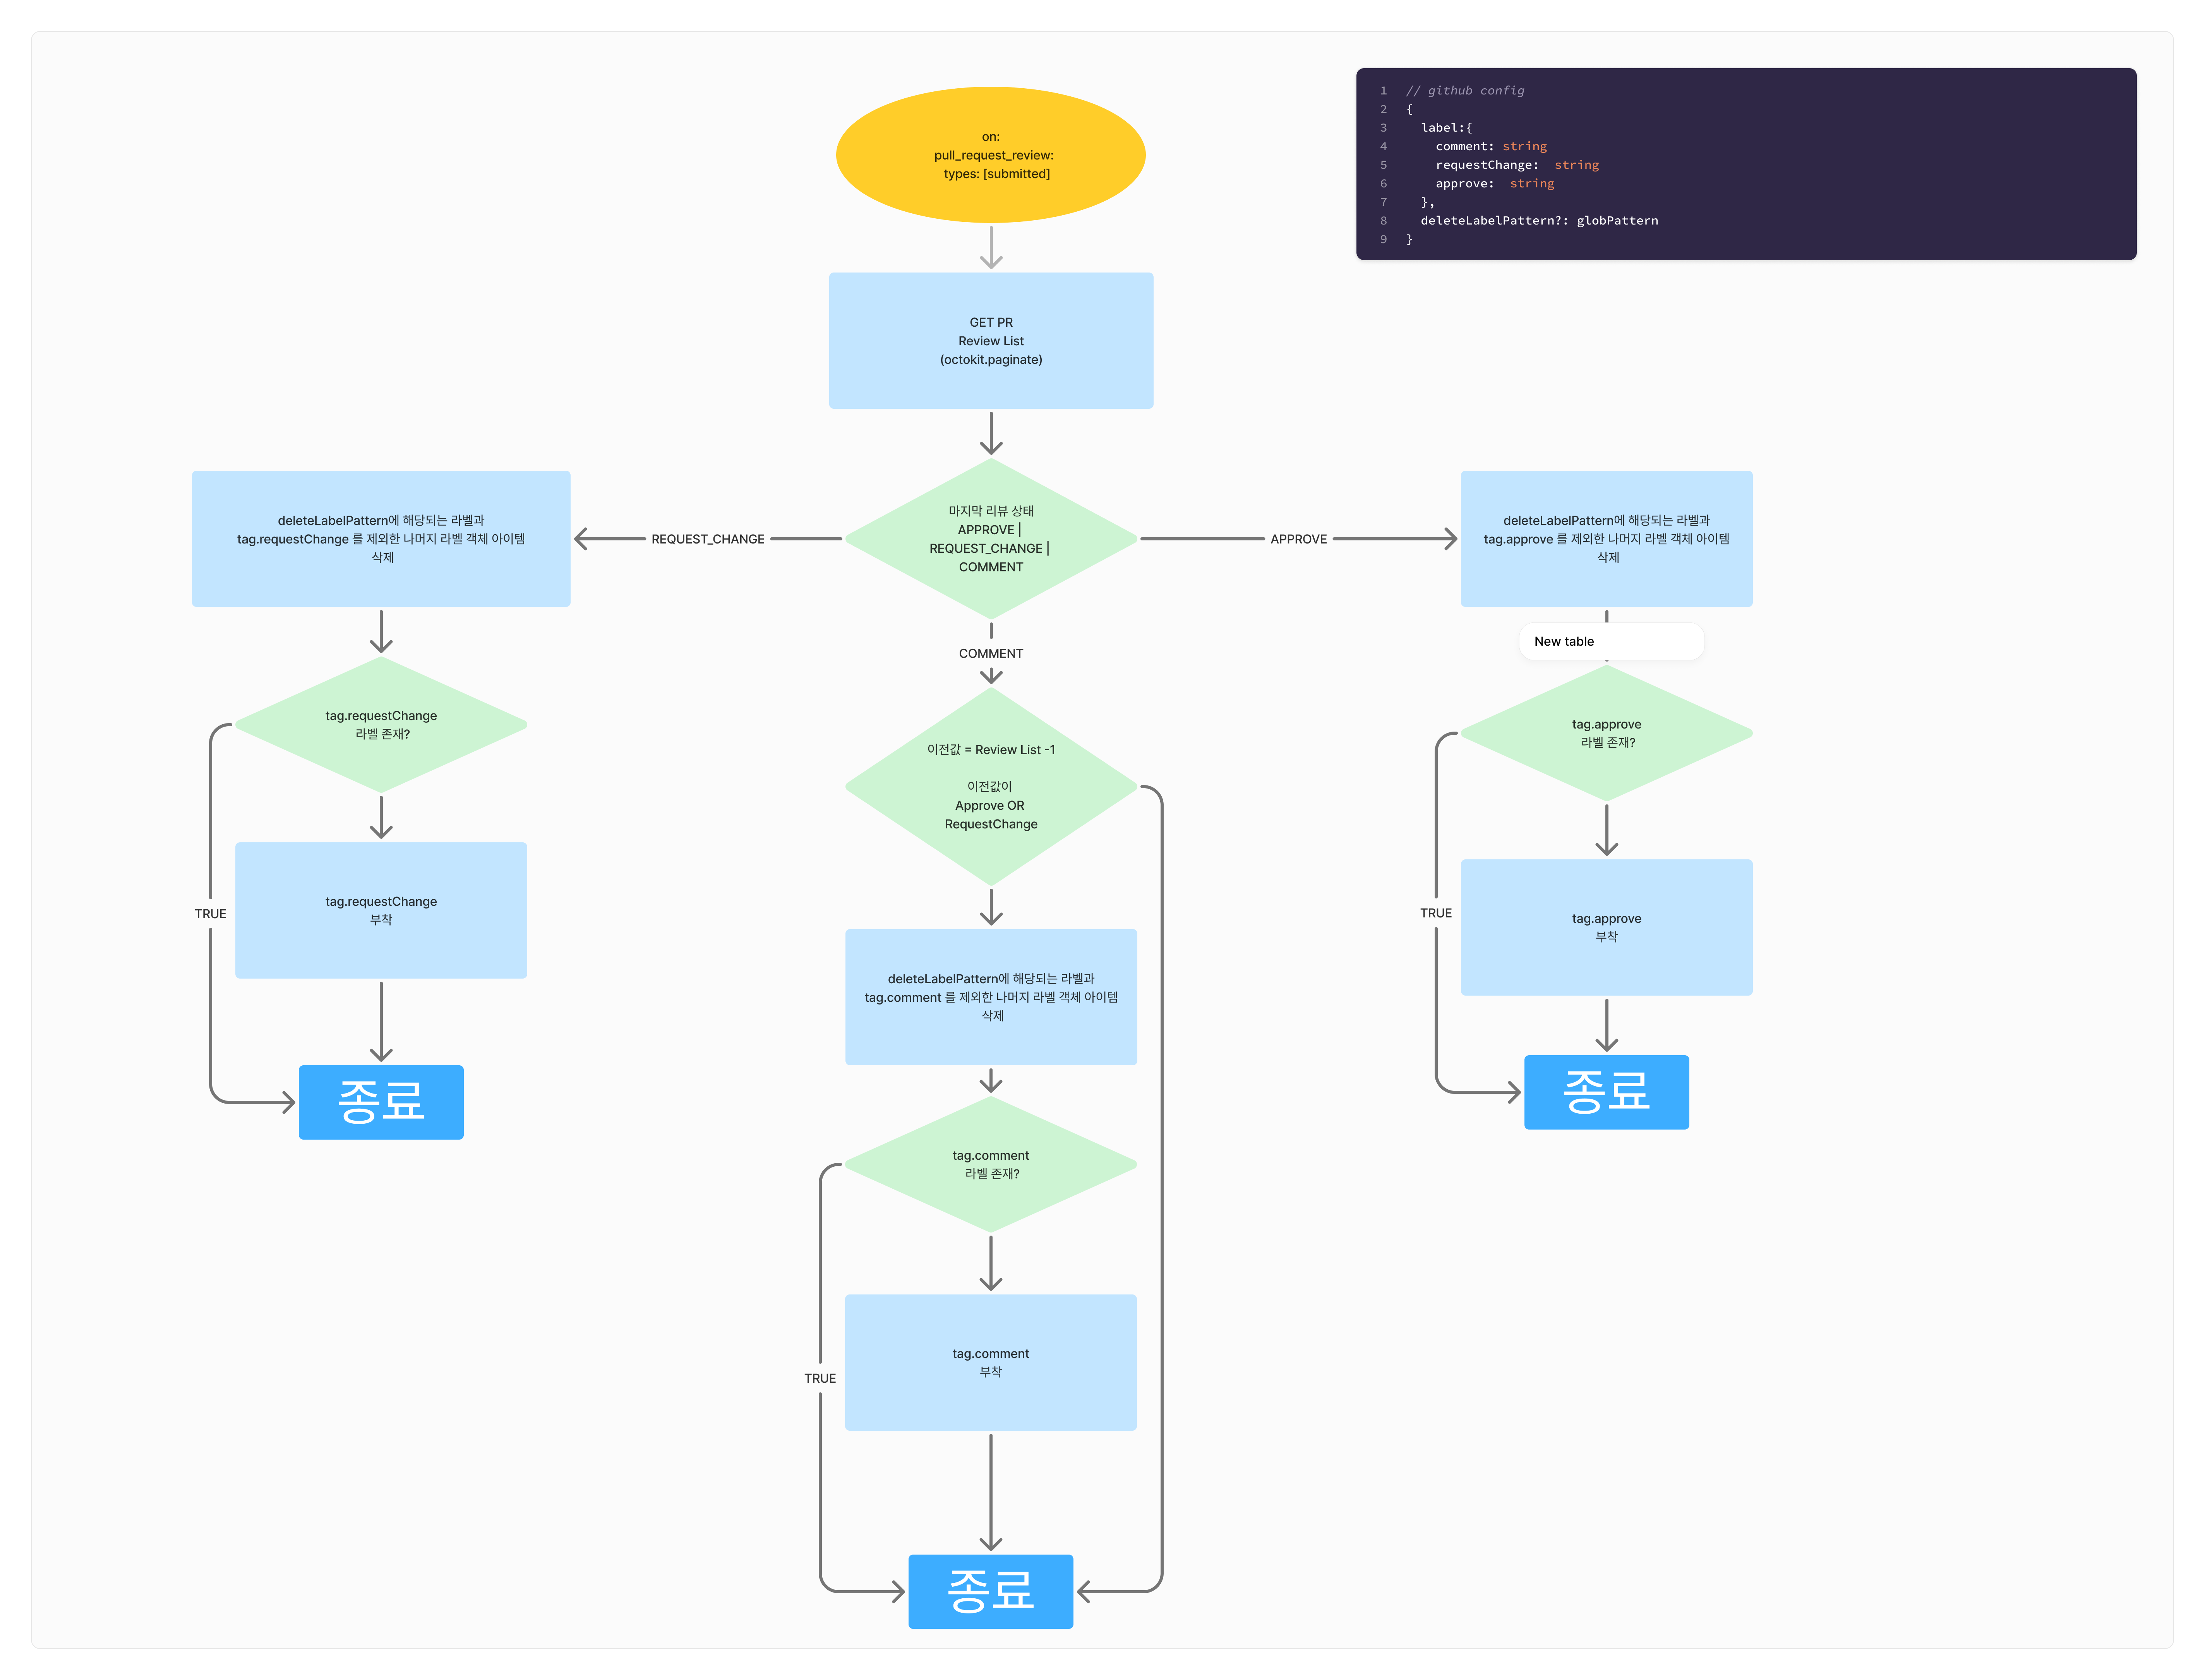 on:
pull_request_review:
types: [submitted]
1 // github config
2 {
3 label:{
4 comment: string
5 requestChange: string
6 approve: string
7 },
8 deleteLabelPattern?: globPattern
9 }
GET PR
Review List
(octokit.paginate)
마지막 리뷰 상태
APPROVE |
REQUEST_CHANGE |
COMMENT
REQUEST_CHANGE
deleteLabelPattern에 해당되는 라벨과
tag.requestChange 를 제외한 나머지 라벨 객체 아이템
삭제
tag.requestChange
라벨 존재?
TRUE
tag.requestChange
부착
종료
COMMENT
이전값 = Review List -1
이전값이
Approve OR
RequestChange
deleteLabelPattern에 해당되는 라벨과
tag.comment 를 제외한 나머지 라벨 객체 아이템
삭제
tag.comment
라벨 존재?
TRUE
tag.comment
부착
종료
APPROVE
deleteLabelPattern에 해당되는 라벨과
tag.approve 를 제외한 나머지 라벨 객체 아이템
삭제
New table
tag.approve
라벨 존재?
TRUE
tag.approve
부착
종료